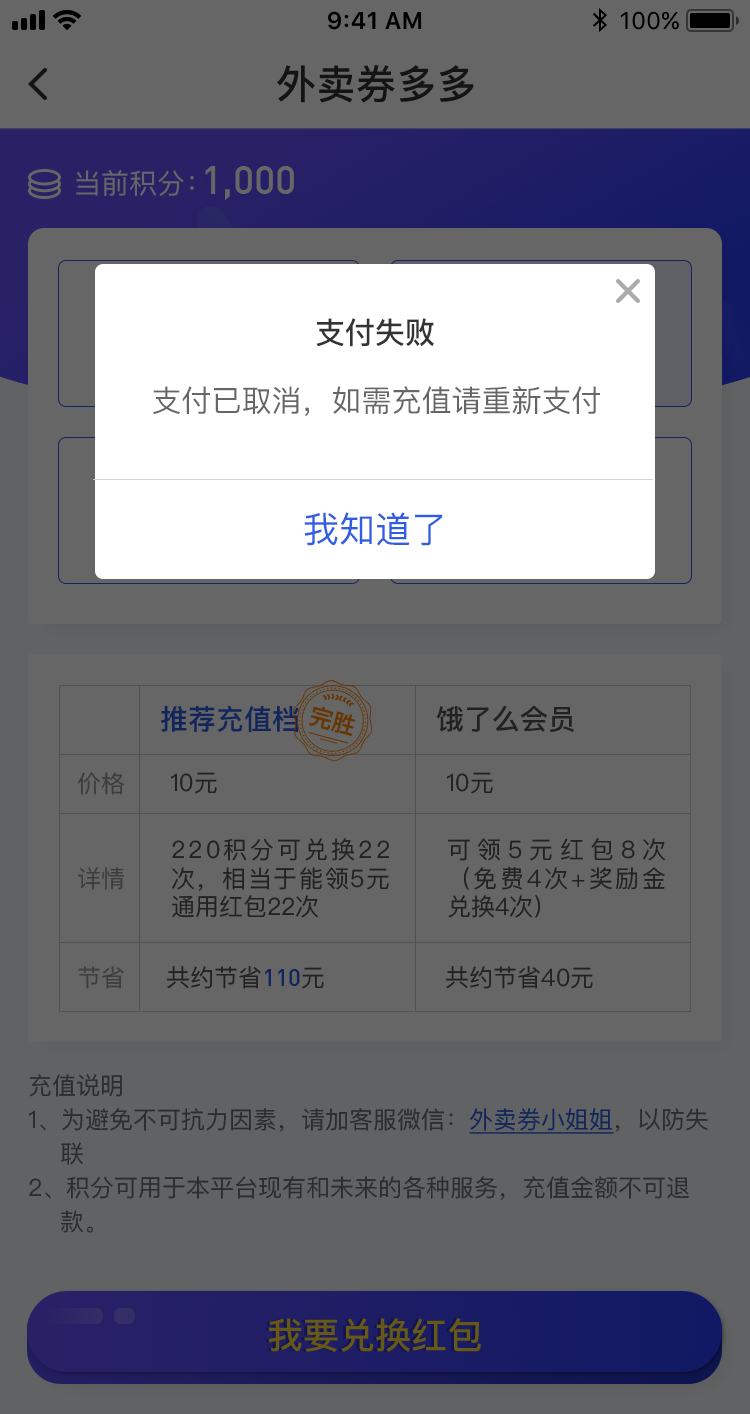 9:41 AM
100%
外卖券多多
当前积分:1,000
支付失败
支付已取消，如需充值请重新支付
我知道了
推荐充值档
完胜
饿了么会员
价格
10元
10元
详情
220积分可兑换22
次，相当于能领5元
通用红包22次
可领5元红包8次
（免费4次+奖励金
兑换4次）
节省
共约节省110元
共约节省40元
充值说明
1、为避免不可抗力因素，请加客服微信：外卖券小姐姐，以防失
联
2、积分可用于本平台现有和未来的各种服务，充值金额不可退
款。
我要兑换红包